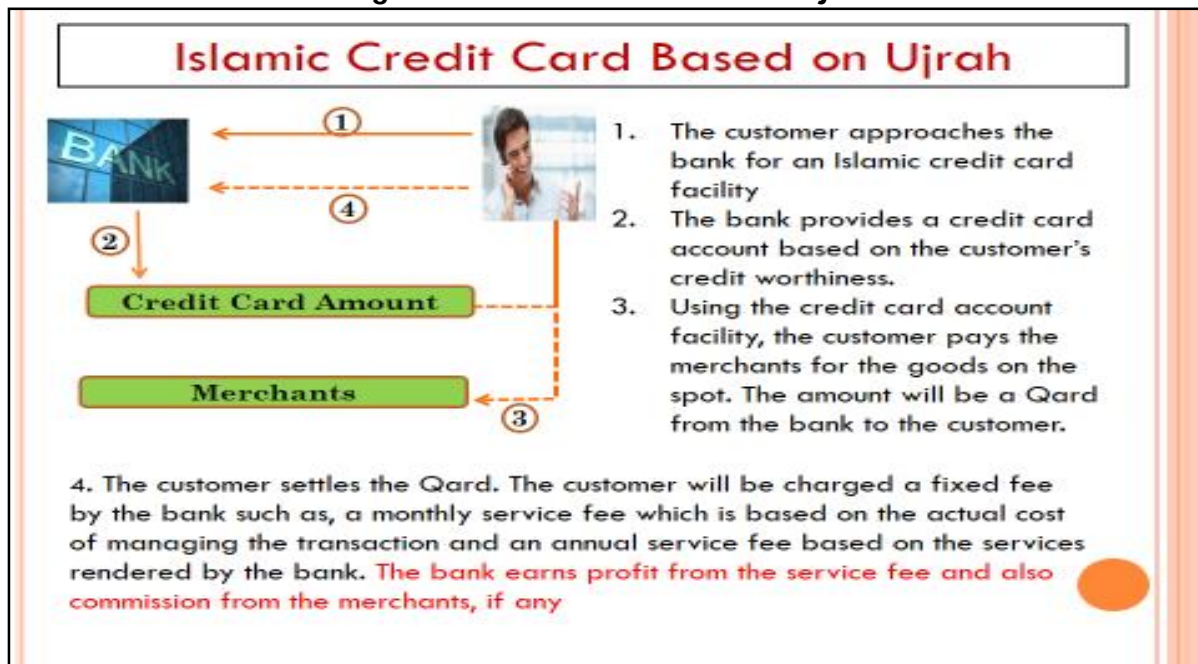 Islamic Credit Card Based on Ujrah
BANK
1
4
2
Credit Card Amount
Merchants
3
1. The customer approaches the
bank for an Islamic credit card
facility
2. The bank provides a credit card
account based on the customer's
credit worthiness.
3. Using the credit card account
facility, the customer pays the
merchants for the goods on the
spot. The amount will be a Qard
from the bank to the customer.
4. The customer settles the Qard. The customer will be charged a fixed fee
by the bank such as, a monthly service fee which is based on the actual cost
of managing the transaction and an annual service fee based on the services
rendered by the bank. The bank earns profit from the service fee and also
commission from the merchants, if any